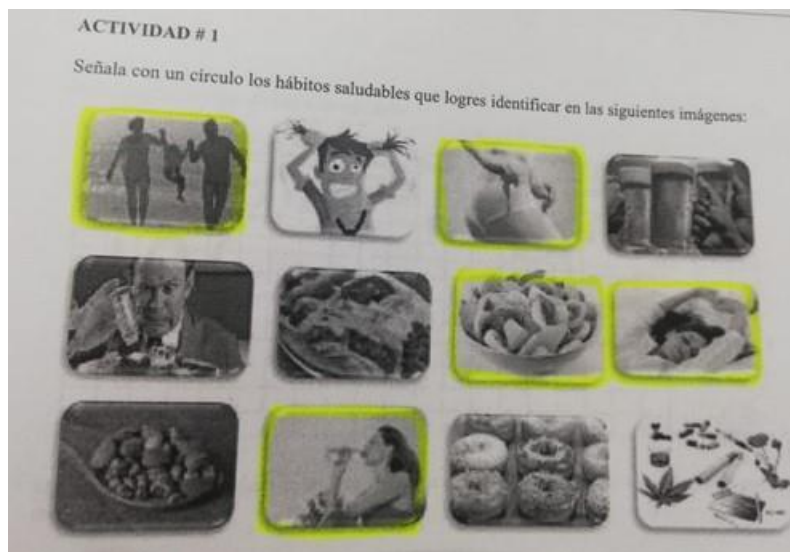 ACTIVIDAD # 1
Señala con un círculo los hábitos saludables que logres identificar en las siguientes imágenes: